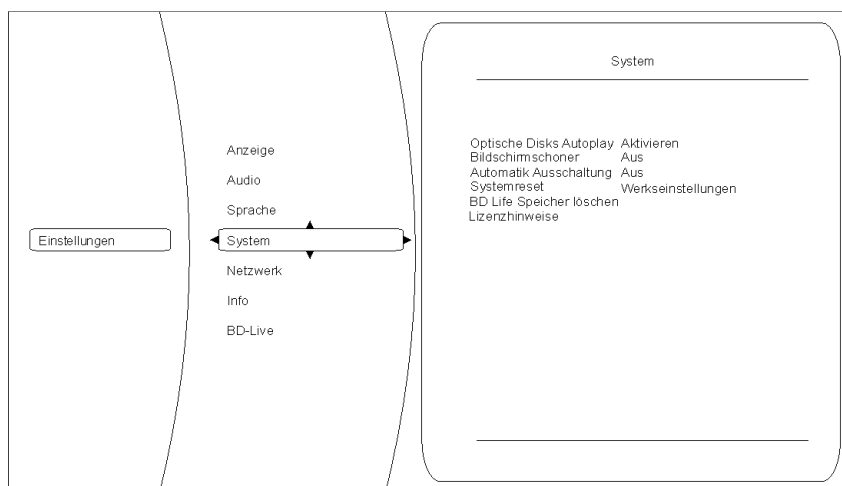 Einstellungen
Anzeige
Audio
Sprache
System
Netzwerk
Info
BD-Live
System
Optische Disks Autoplay Aktivieren
Bildschirmschoner Aus
Automatik Ausschaltung Aus
Systemreset Werkseinstellungen
BD Life Speicher löschen
Lizenzhinweise